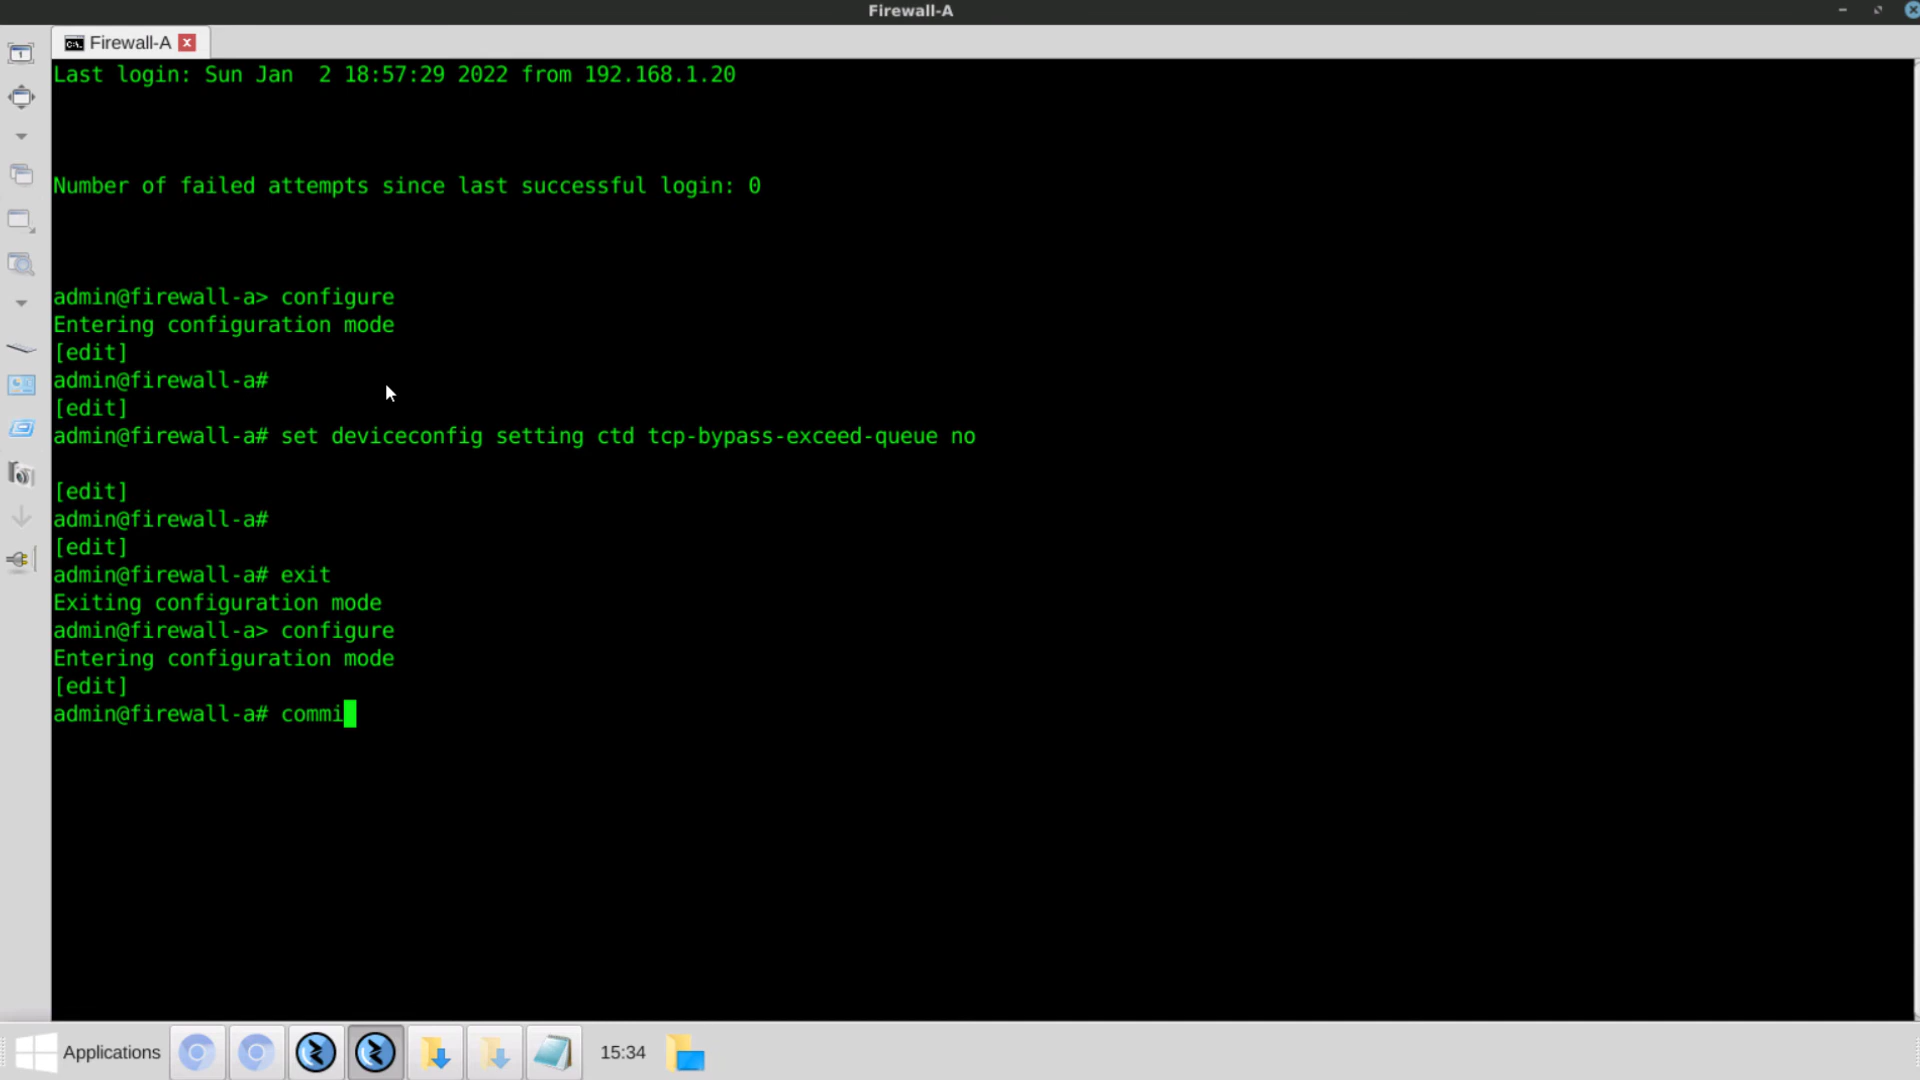 Firewall-A
Firewall-A
Last login: Sun Jan  2 18:57:29 2022 from 192.168.1.20
Number of failed attempts since last successful login: 0
admin@firewall-a> configure
Entering configuration mode
[edit]
admin@firewall-a#
[edit]
admin@firewall-a# set deviceconfig setting ctd tcp-bypass-exceed-queue no
[edit]
admin@firewall-a#
[edit]
admin@firewall-a# exit
Exiting configuration mode
admin@firewall-a> configure
Entering configuration mode
[edit]
admin@firewall-a# commi
Applications
15:34